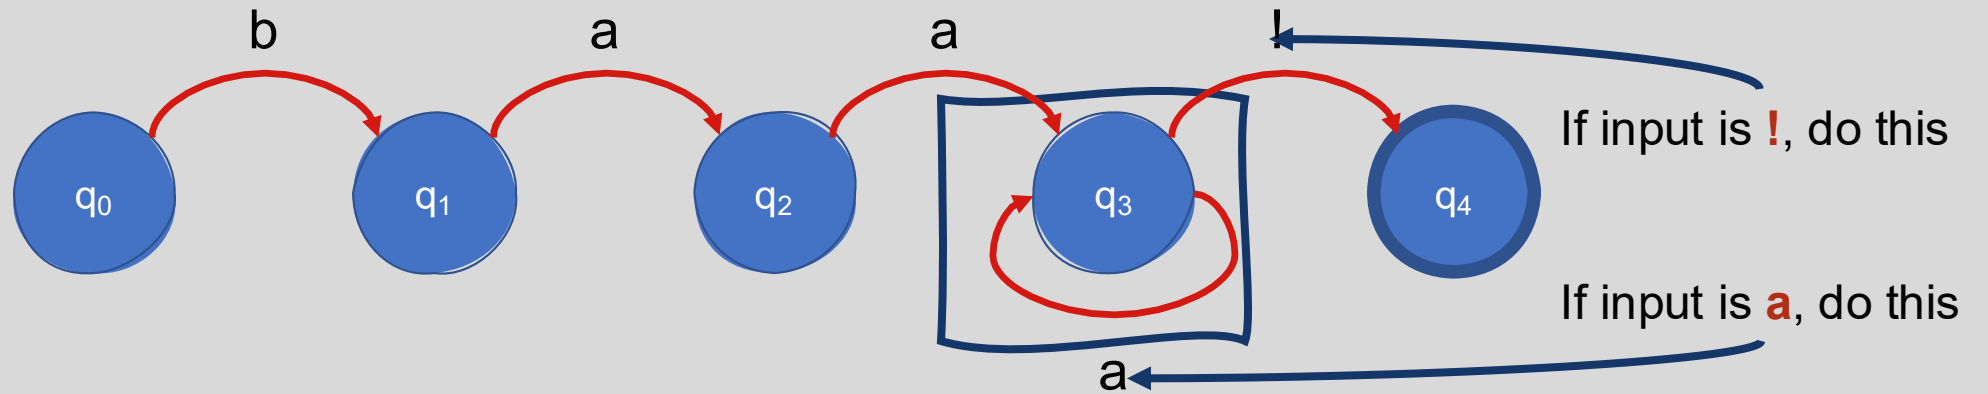 b a a !
If input is !, do this
q₀ q₁ q₂ q₃ q₄
If input is a, do this
a